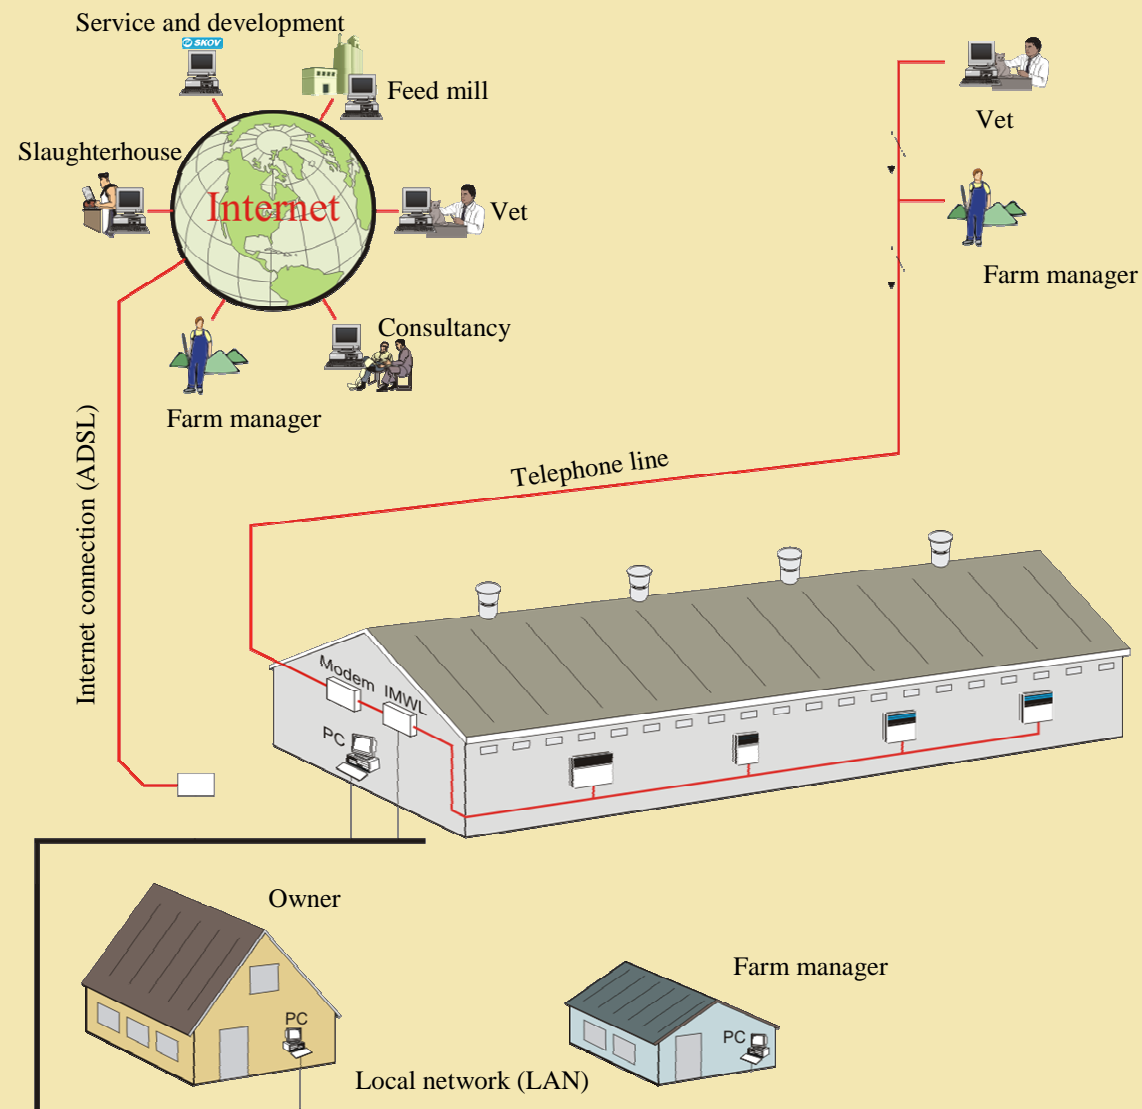 Service and development
SKOV
Feed mill
Slaughterhouse
Internet
Vet
Consultancy
Farm manager
Vet
Farm manager
Internet connection (ADSL)
Telephone line
Modem
IMWL
PC
Owner
PC
Farm manager
PC
Local network (LAN)